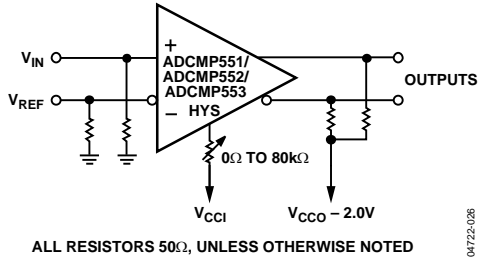 V_IN
V_REF
+
−
ADCMP551/
ADCMP552/
ADCMP553
HYS
OUTPUTS
0Ω TO 80kΩ
V_CCI
V_CCO – 2.0V
ALL RESISTORS 50Ω, UNLESS OTHERWISE NOTED
04722-026